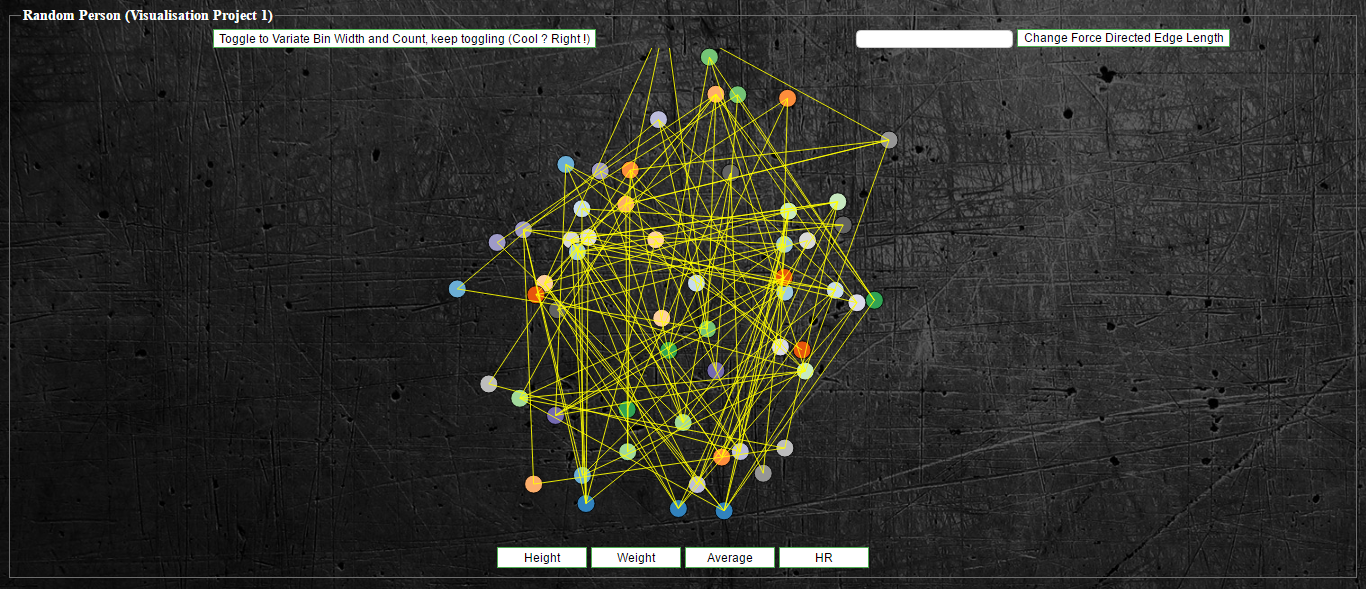 Random Person (Visualisation Project 1)
Toggle to Variate Bin Width and Count, keep toggling (Cool ? Right !)
Change Force Directed Edge Length
Height
Weight
Average
HR